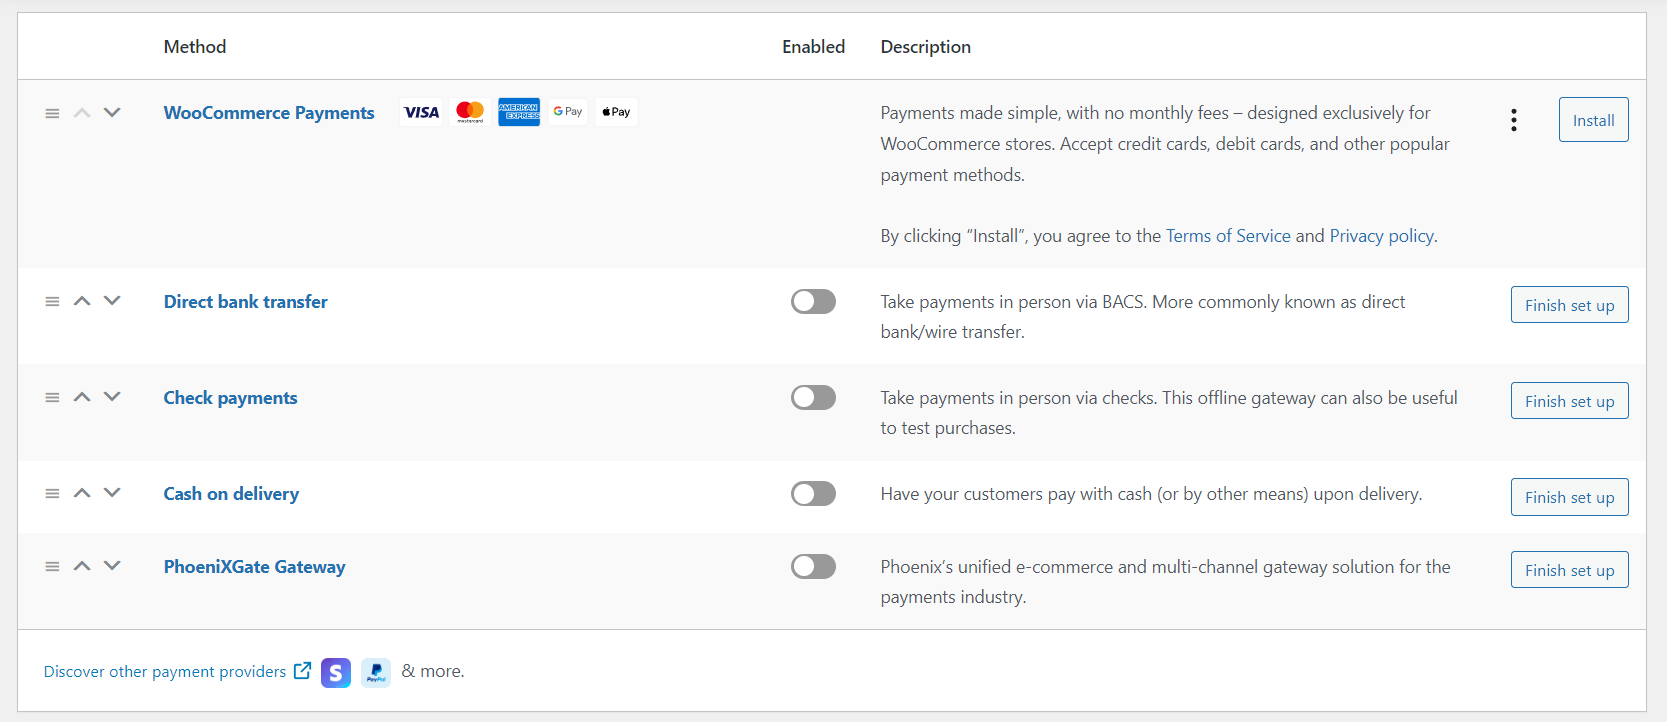 Method Enabled Description
WooCommerce Payments VISA mastercard AMERICAN EXPRESS G Pay Pay Payments made simple, with no monthly fees – designed exclusively for
WooCommerce stores. Accept credit cards, debit cards, and other popular
payment methods.
Install
By clicking “Install”, you agree to the Terms of Service and Privacy policy.
Direct bank transfer Take payments in person via BACS. More commonly known as direct
bank/wire transfer.
Finish set up
Check payments Take payments in person via checks. This offline gateway can also be useful
to test purchases.
Finish set up
Cash on delivery Have your customers pay with cash (or by other means) upon delivery. Finish set up
PhoeniXGate Gateway Phoenix’s unified e-commerce and multi-channel gateway solution for the
payments industry.
Finish set up
Discover other payment providers S PayPal & more.